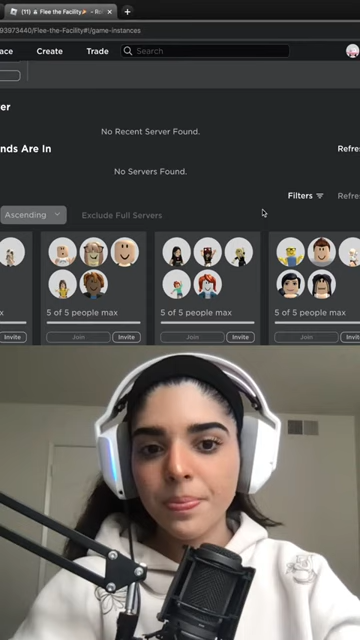 (11) Flee the Facility - R
93973440/Flee-the-Facility#!/game-instances
ace Create Trade Search
er
No Recent Server Found.
nds Are In Refre
No Servers Found.
Filters Refre
Ascending Exclude Full Servers
x 5 of 5 people max 5 of 5 people max 5 of 5 people max
Invite Join Invite Join Invite Join Invite